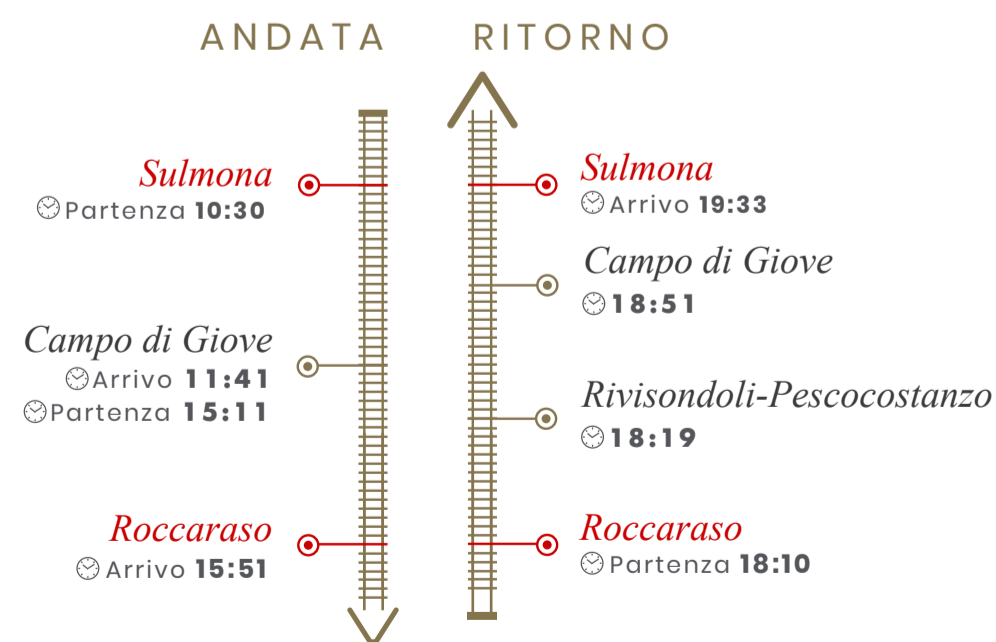 ANDATA
Sulmona
Partenza 10:30
Campo di Giove
Arrivo 11:41
Partenza 15:11
Roccaraso
Arrivo 15:51
RITORNO
Sulmona
Arrivo 19:33
Campo di Giove
18:51
Rivisondoli-Pescocostanzo
18:19
Roccaraso
Partenza 18:10